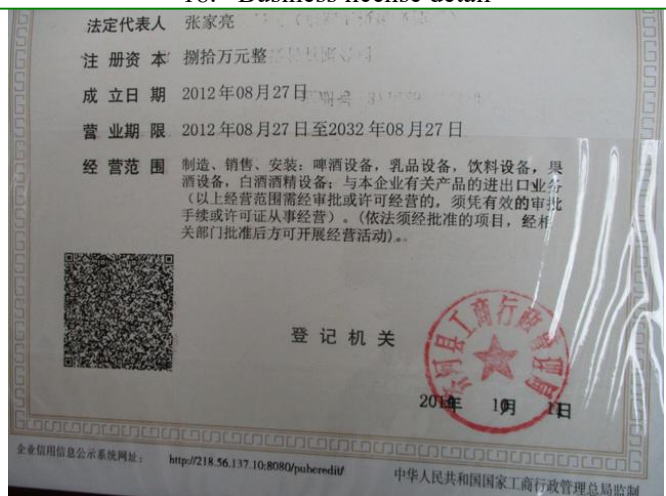 法定代表人 张家亮
注册资本 捌拾万元整
成立日期 2012年08月27日
营业期限 2012年08月27日至2032年08月27日
经营范围 制造、销售、安装：啤酒设备，乳品设备，饮料设备，果
酒设备，白酒酒精设备；与本企业有关产品的进出口业务
（以上经营范围需经审批或许可经营的，须凭有效的审批
手续或许可证从事经营）。（依法须经批准的项目，经相
关部门批准后方可开展经营活动）。
登记机关
河县工商行政管理局
年 月 日
企业信用信息公示系统网址： http://218.56.137.10:8080/pubcredit/
中华人民共和国国家工商行政管理总局监制